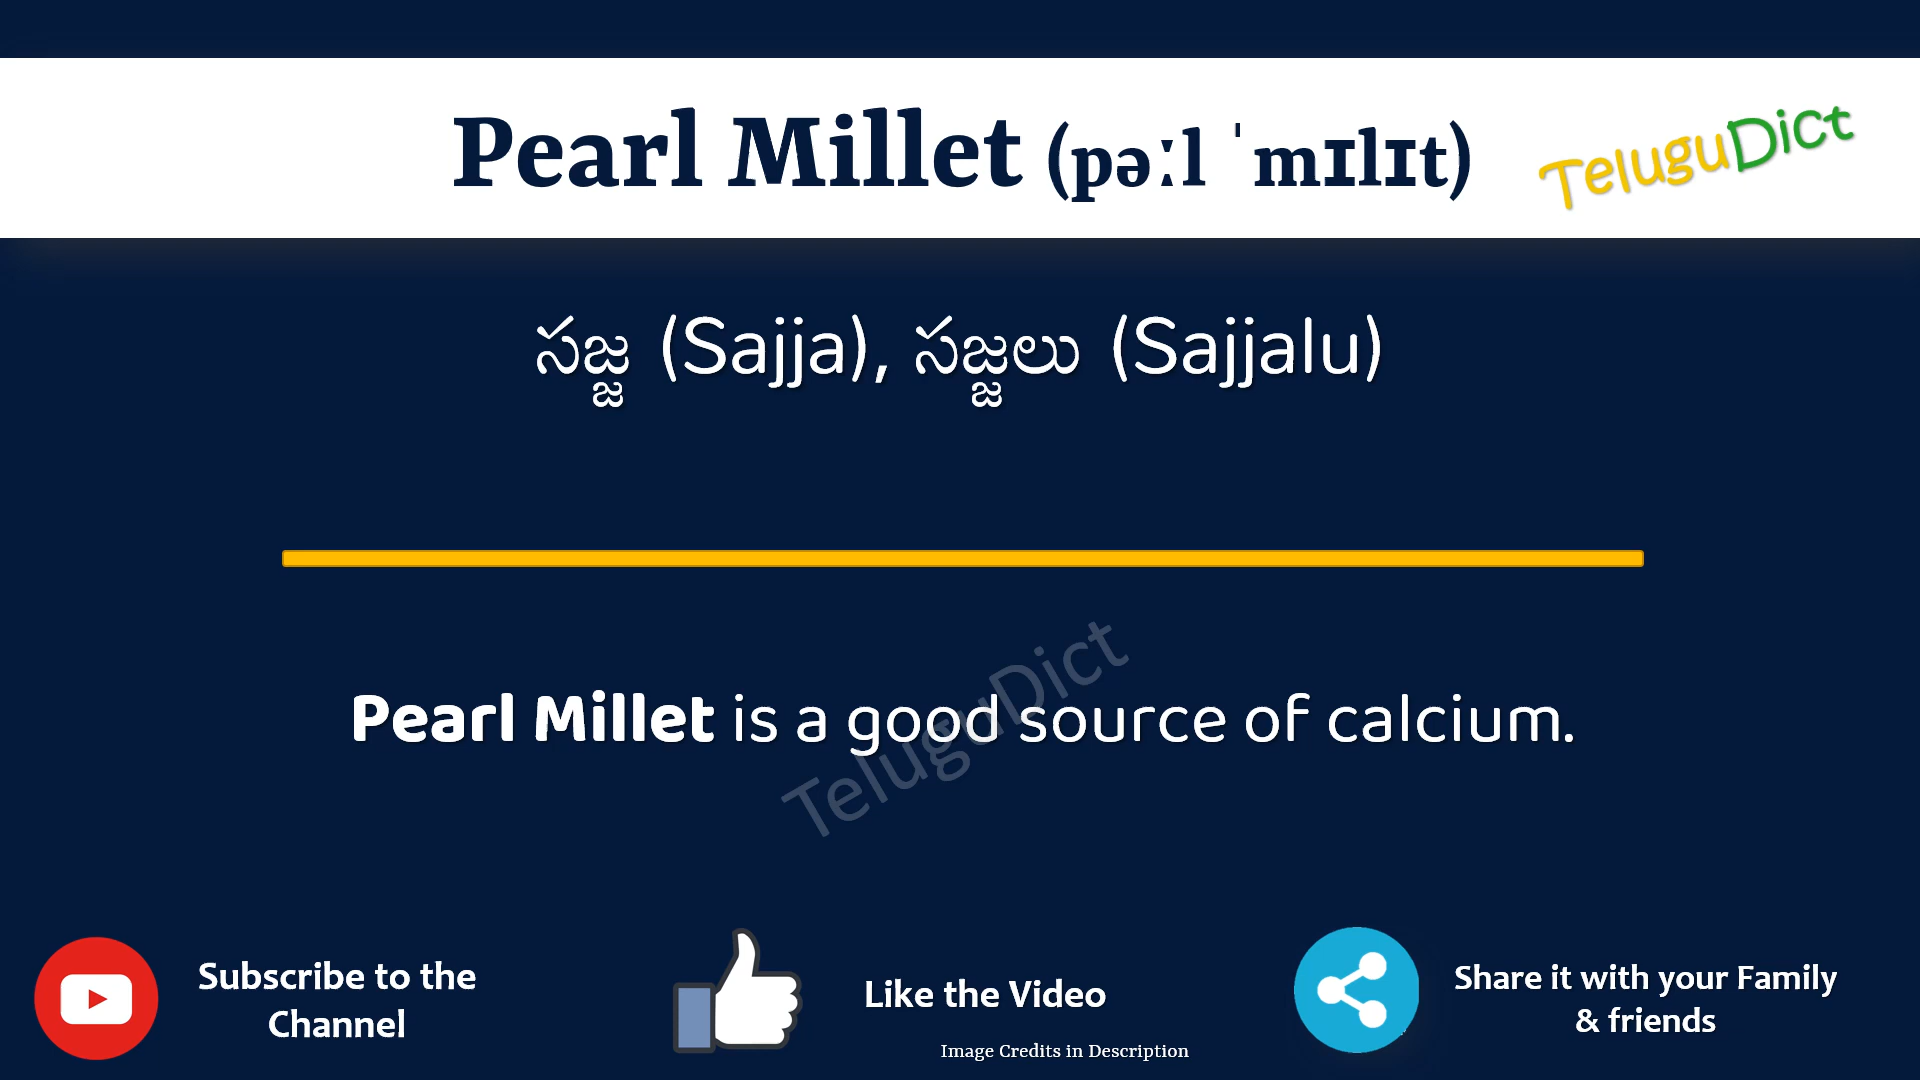 Pearl Millet (pəːl ˈmɪlɪt)
TeluguDict
సజ్జ (Sajja), సజ్జలు (Sajjalu)
Pearl Millet is a good source of calcium.
TeluguDict
Subscribe to the
Channel
Like the Video
Share it with your Family
& friends
Image Credits in Description